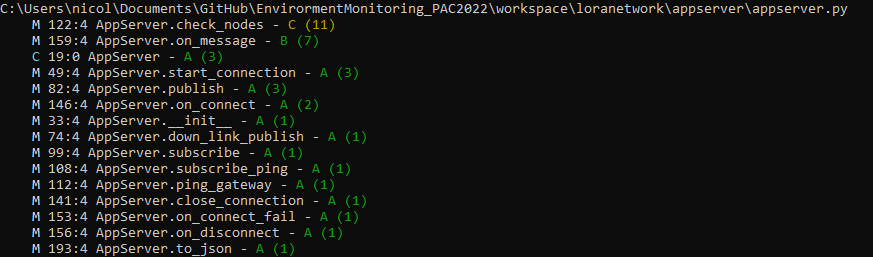 C:\Users\nicol\Documents\GitHub\EnvirormentMonitoring_PAC2022\workspace\loranetwork\appserver\appserver.py
M 122:4 AppServer.check_nodes - C (11)
M 159:4 AppServer.on_message - B (7)
C 19:0 AppServer - A (3)
M 49:4 AppServer.start_connection - A (3)
M 82:4 AppServer.publish - A (3)
M 146:4 AppServer.on_connect - A (2)
M 33:4 AppServer.__init__ - A (1)
M 74:4 AppServer.down_link_publish - A (1)
M 99:4 AppServer.subscribe - A (1)
M 108:4 AppServer.subscribe_ping - A (1)
M 112:4 AppServer.ping_gateway - A (1)
M 141:4 AppServer.close_connection - A (1)
M 153:4 AppServer.on_connect_fail - A (1)
M 156:4 AppServer.on_disconnect - A (1)
M 193:4 AppServer.to_json - A (1)